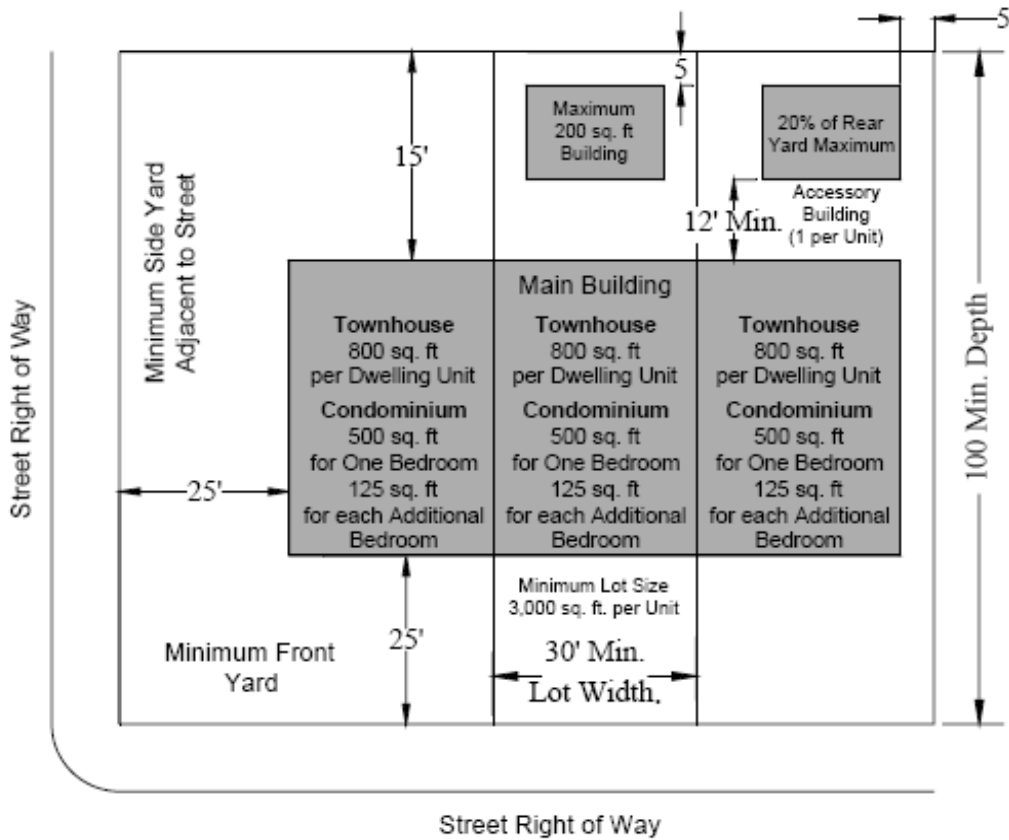 5
5
Maximum
200 sq. ft
Building
20% of Rear
Yard Maximum
15'
Accessory
Building
(1 per Unit)
12' Min.
Minimum Side Yard
Adjacent to Street
Street Right of Way
Main Building
Townhouse
800 sq. ft
per Dwelling Unit
Condominium
500 sq. ft
for One Bedroom
125 sq. ft
for each Additional
Bedroom
Townhouse
800 sq. ft
per Dwelling Unit
Condominium
500 sq. ft
for One Bedroom
125 sq. ft
for each Additional
Bedroom
Townhouse
800 sq. ft
per Dwelling Unit
Condominium
500 sq. ft
for One Bedroom
125 sq. ft
for each Additional
Bedroom
100 Min. Depth
25'
Minimum Lot Size
3,000 sq. ft. per Unit
25'
Minimum Front
Yard
30' Min.
Lot Width.
Street Right of Way